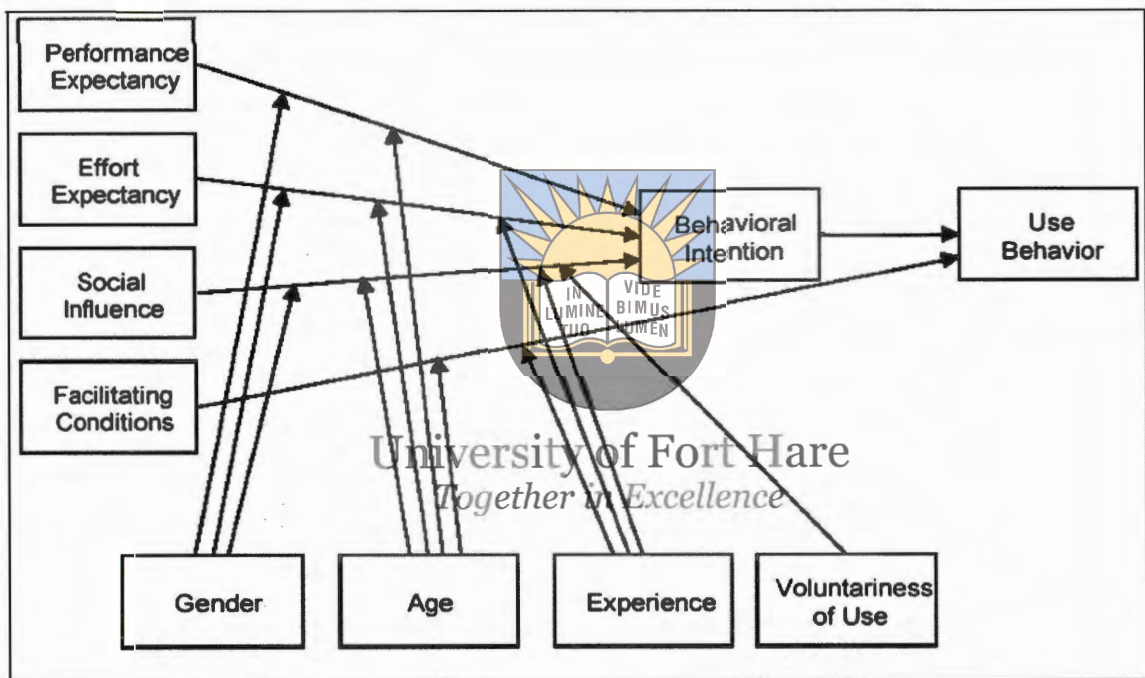 Performance
Expectancy
Effort
Expectancy
Social
Influence
Facilitating
Conditions
Behavioral
Intention
Use
Behavior
IN
LUMINE
TUO
VIDE
BIMUS
LUMEN
University of Fort Hare
Together in Excellence
Gender
Age
Experience
Voluntariness
of Use